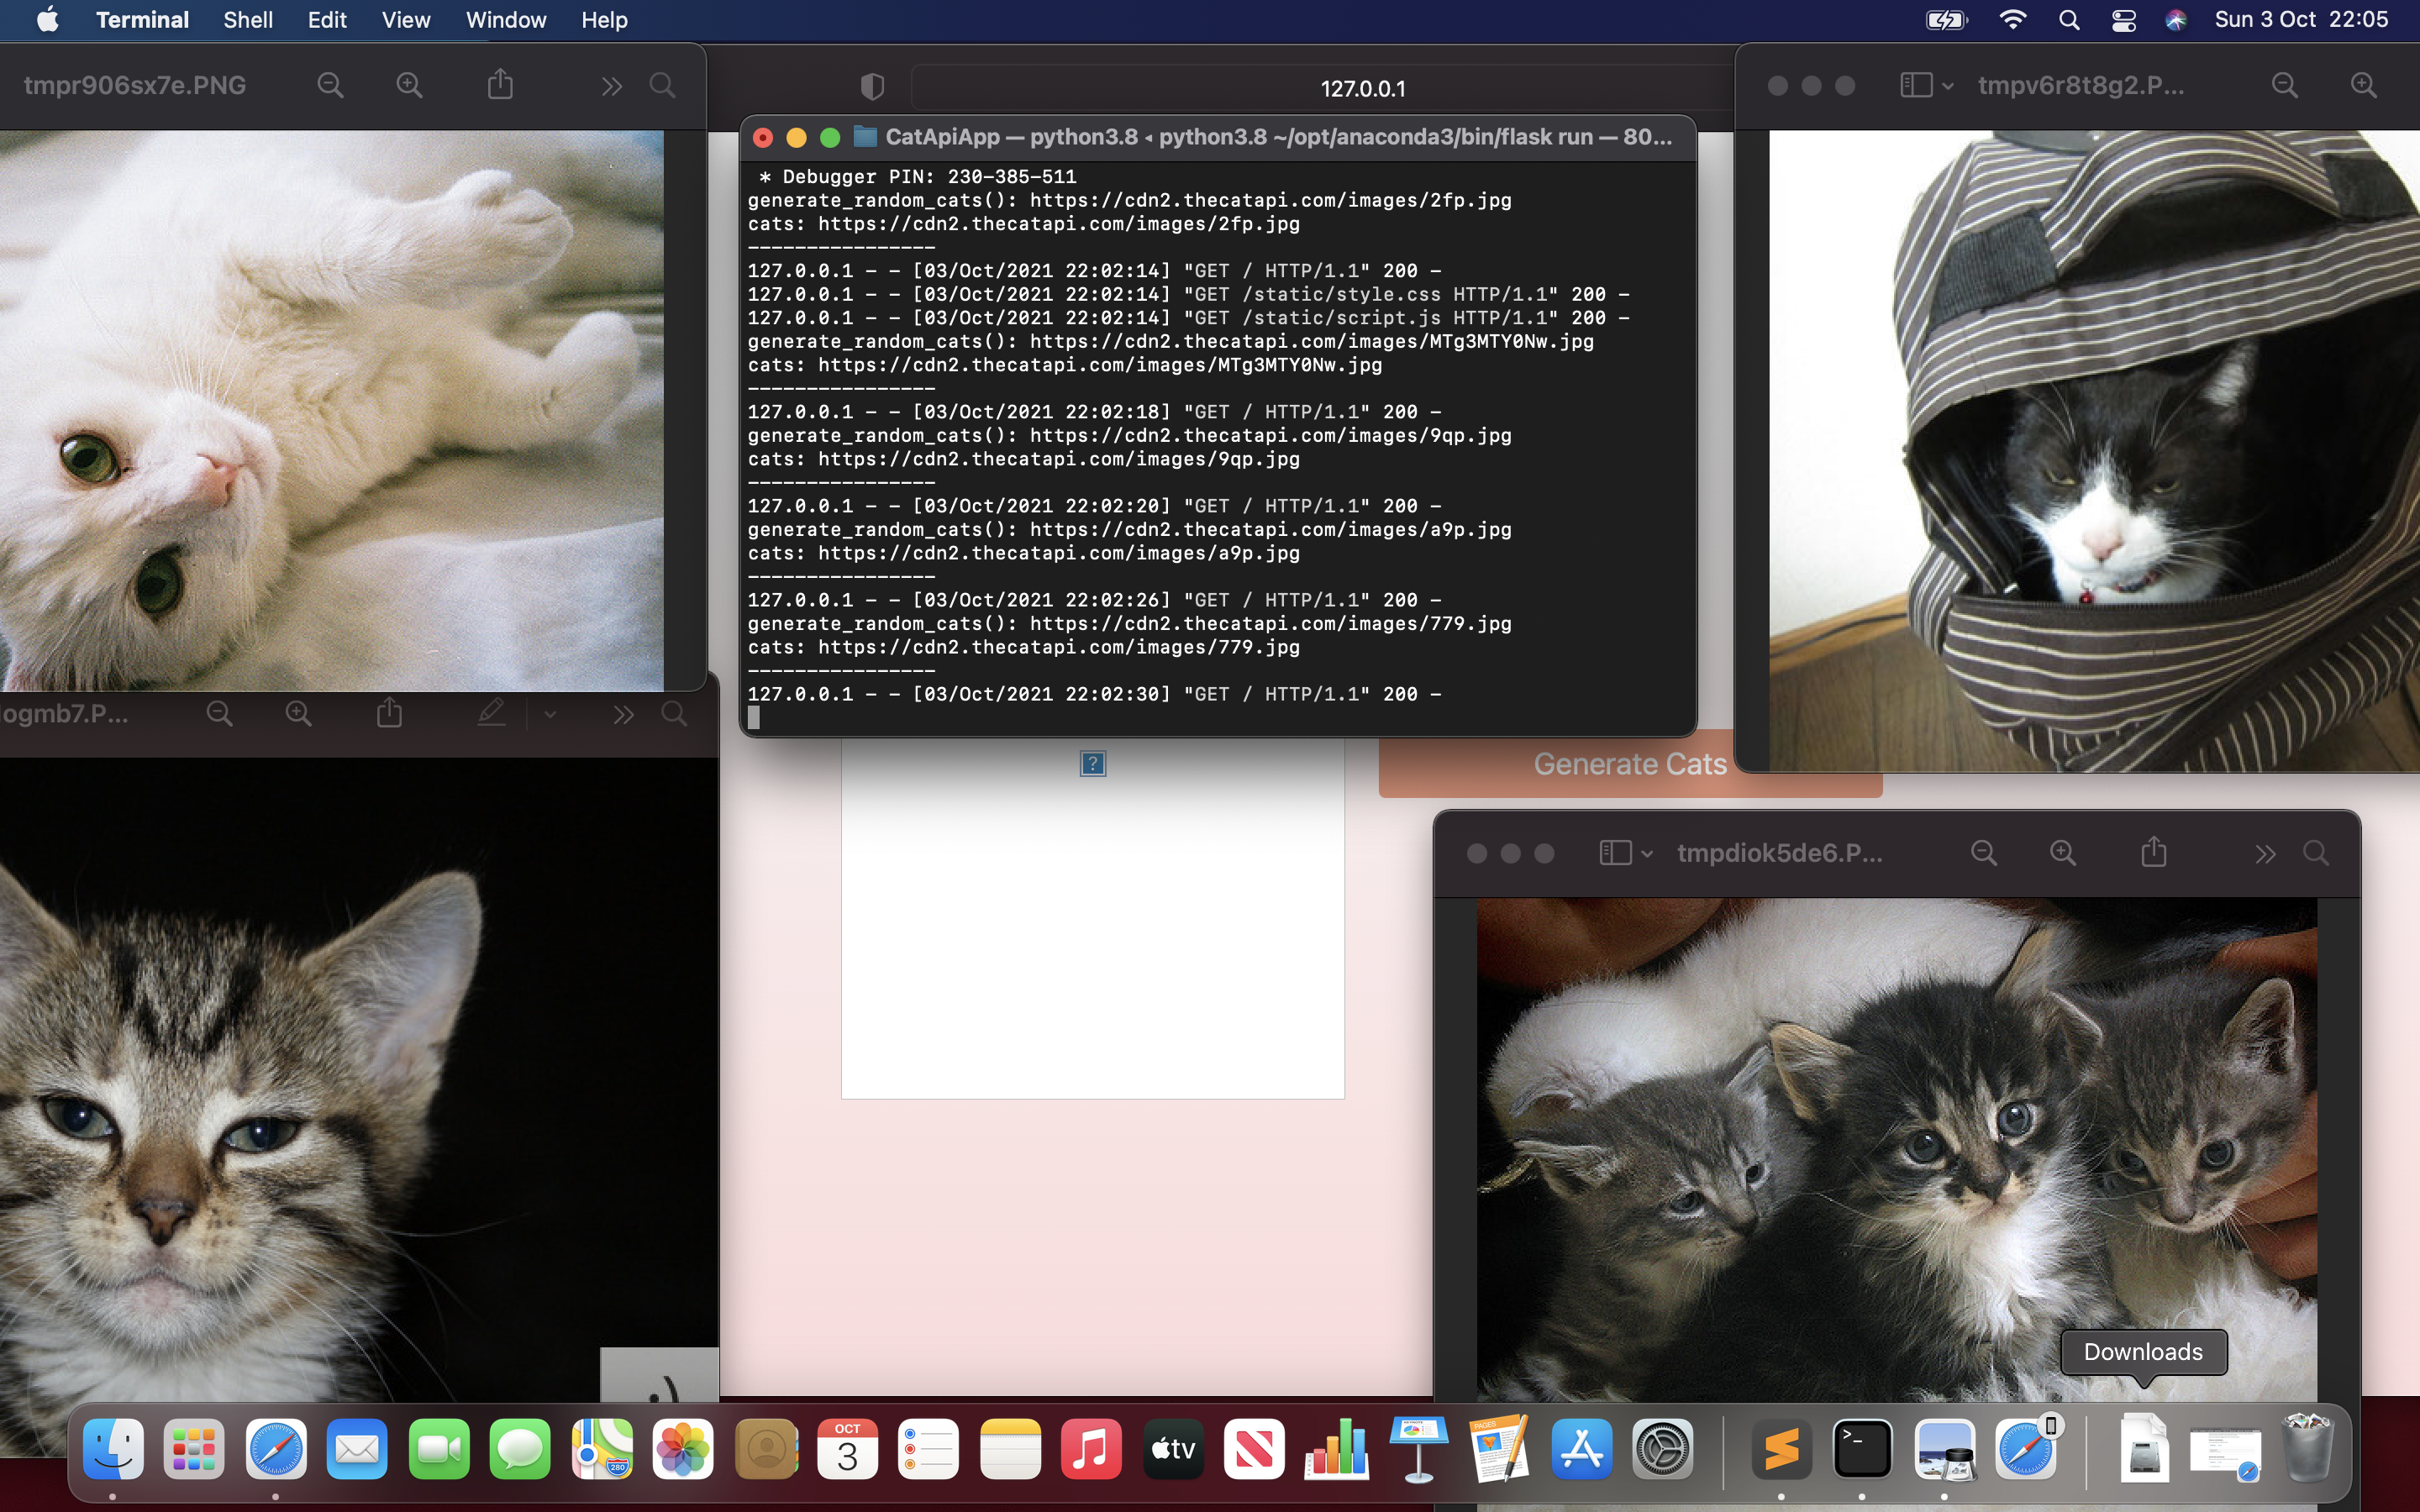 Terminal Shell Edit View Window Help Sun 3 Oct 22:05
tmpr906sx7e.PNG
127.0.0.1
tmpv6r8t8g2.P...
CatApiApp — python3.8 ◂ python3.8 ~/opt/anaconda3/bin/flask run — 80...
* Debugger PIN: 230-385-511
generate_random_cats(): https://cdn2.thecatapi.com/images/2fp.jpg
cats: https://cdn2.thecatapi.com/images/2fp.jpg
----------------
127.0.0.1 - - [03/Oct/2021 22:02:14] "GET / HTTP/1.1" 200 -
127.0.0.1 - - [03/Oct/2021 22:02:14] "GET /static/style.css HTTP/1.1" 200 -
127.0.0.1 - - [03/Oct/2021 22:02:14] "GET /static/script.js HTTP/1.1" 200 -
generate_random_cats(): https://cdn2.thecatapi.com/images/MTg3MTY0Nw.jpg
cats: https://cdn2.thecatapi.com/images/MTg3MTY0Nw.jpg
----------------
127.0.0.1 - - [03/Oct/2021 22:02:18] "GET / HTTP/1.1" 200 -
generate_random_cats(): https://cdn2.thecatapi.com/images/9qp.jpg
cats: https://cdn2.thecatapi.com/images/9qp.jpg
----------------
127.0.0.1 - - [03/Oct/2021 22:02:20] "GET / HTTP/1.1" 200 -
generate_random_cats(): https://cdn2.thecatapi.com/images/a9p.jpg
cats: https://cdn2.thecatapi.com/images/a9p.jpg
----------------
127.0.0.1 - - [03/Oct/2021 22:02:26] "GET / HTTP/1.1" 200 -
generate_random_cats(): https://cdn2.thecatapi.com/images/779.jpg
cats: https://cdn2.thecatapi.com/images/779.jpg
----------------
127.0.0.1 - - [03/Oct/2021 22:02:30] "GET / HTTP/1.1" 200 -
ogmb7.P...
?
Generate Cats
tmpdiok5de6.P...
Downloads
:)
OCT
3
280
tv
PAGES
>_